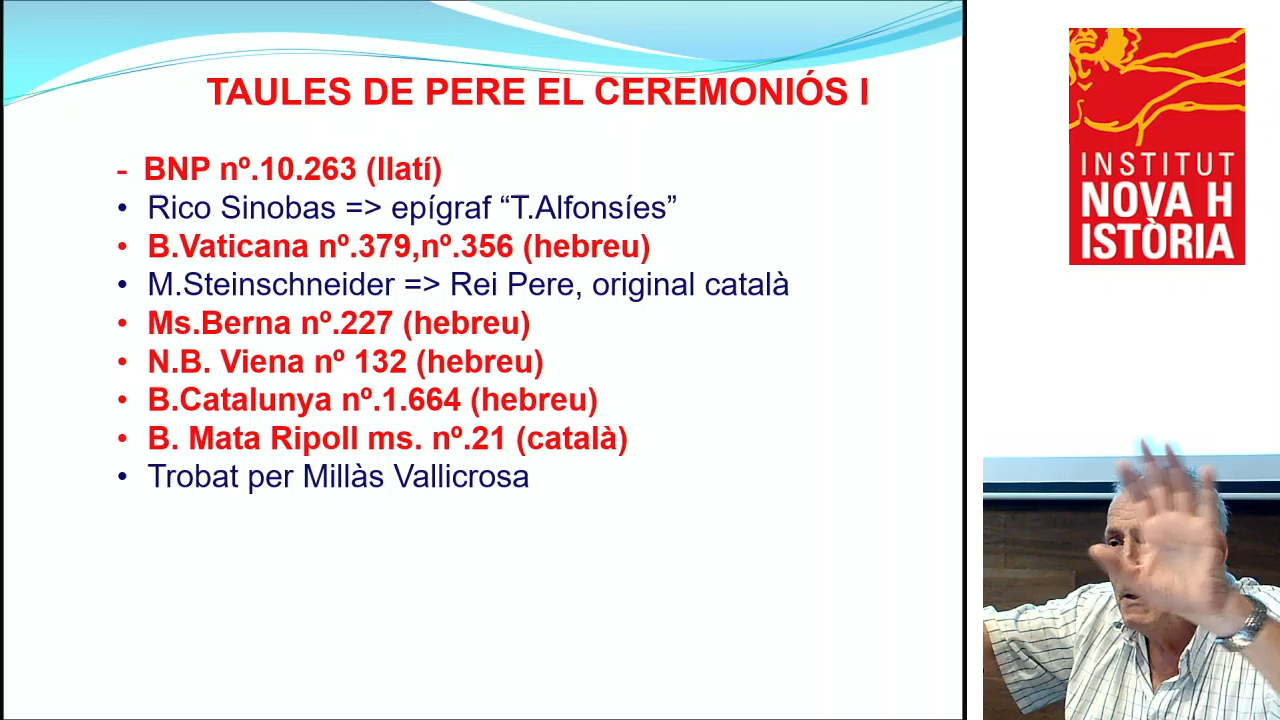 TAULES DE PERE EL CEREMONIÓS I
- BNP nº.10.263 (llatí)
• Rico Sinobas => epígraf “T.Alfonsíes”
• B.Vaticana nº.379,nº.356 (hebreu)
• M.Steinschneider => Rei Pere, original català
• Ms.Berna nº.227 (hebreu)
• N.B. Viena nº 132 (hebreu)
• B.Catalunya nº.1.664 (hebreu)
• B. Mata Ripoll ms. nº.21 (català)
• Trobat per Millàs Vallicrosa
INSTITUT
NOVA H
ISTÒRIA